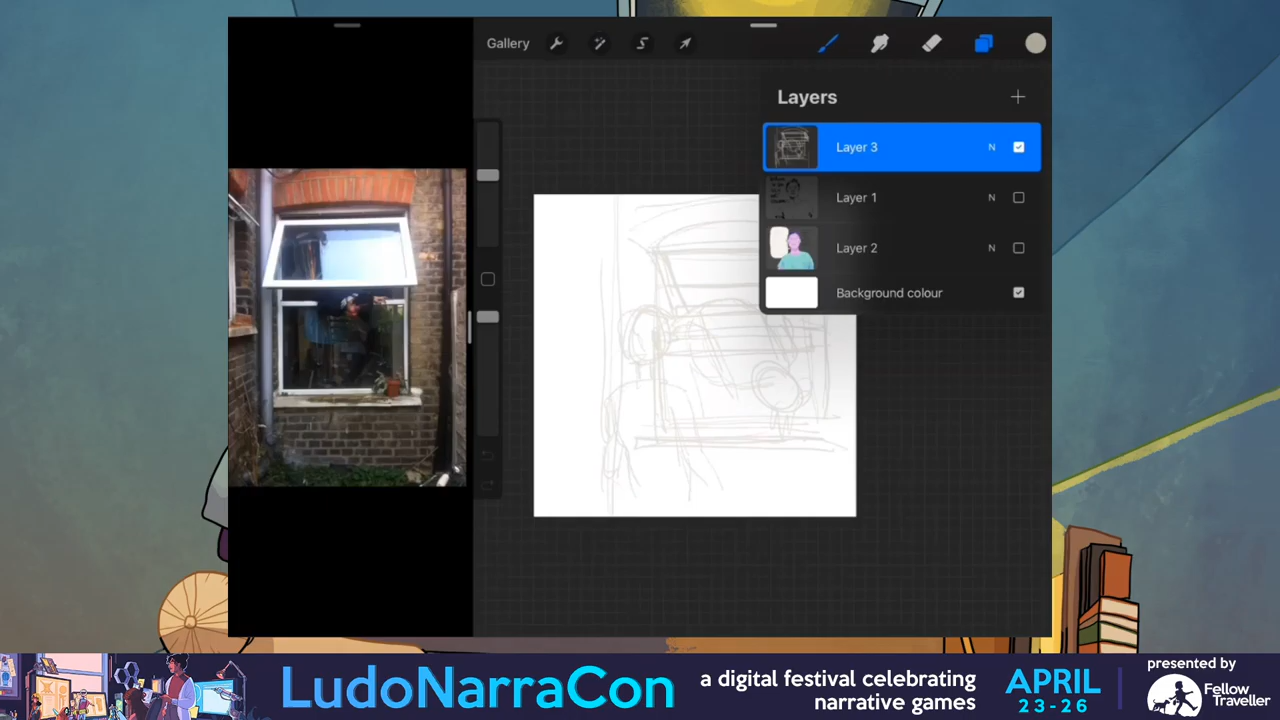 Gallery
Layers
Layer 3 N
Layer 1 N
Layer 2 N
Background colour
LudoNarraCon
a digital festival celebrating
narrative games
APRIL
23-26
presented by
Fellow
Traveller